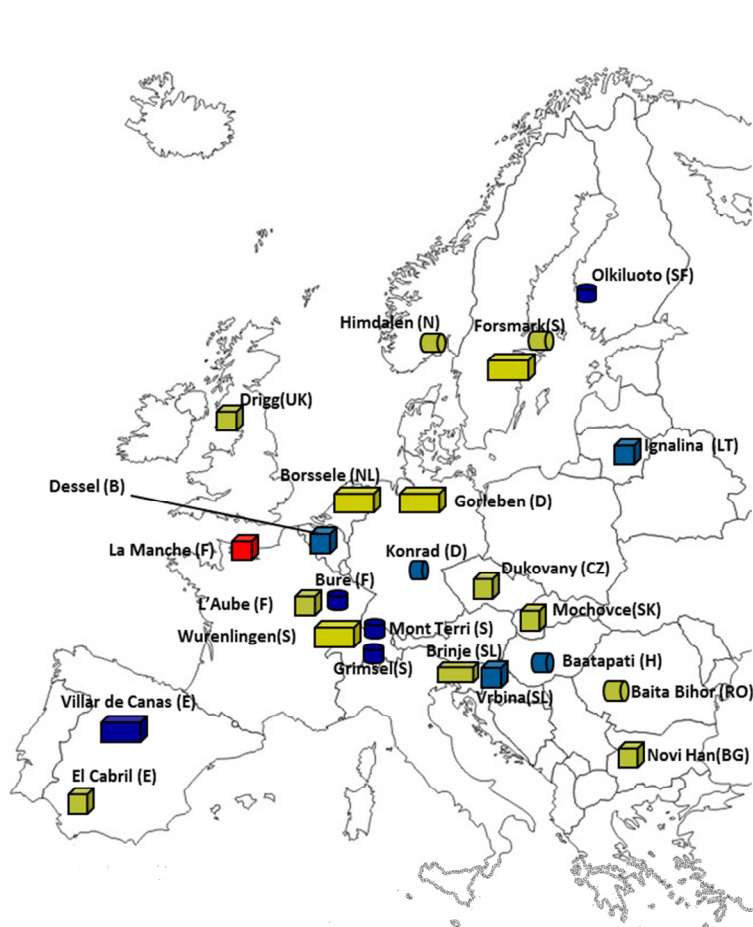 Olkiluoto (SF)
Himdalen (N)
Forsmark(S)
Drigg(UK)
Ignalina (LT)
Borssele (NL)
Dessel (B)
Gorleben (D)
La Manche (F)
Konrad (D)
Dukovany (CZ)
Bure (F)
L'Aube (F)
Mochovce(SK)
Wurenlingen(S)
Mont Terri (S)
Brinje (SL)
Baatapati (H)
Grimsel(S)
Vrbina(SL)
Baita Bihor (RO)
Villar de Canas (E)
Novi Han(BG)
El Cabril (E)